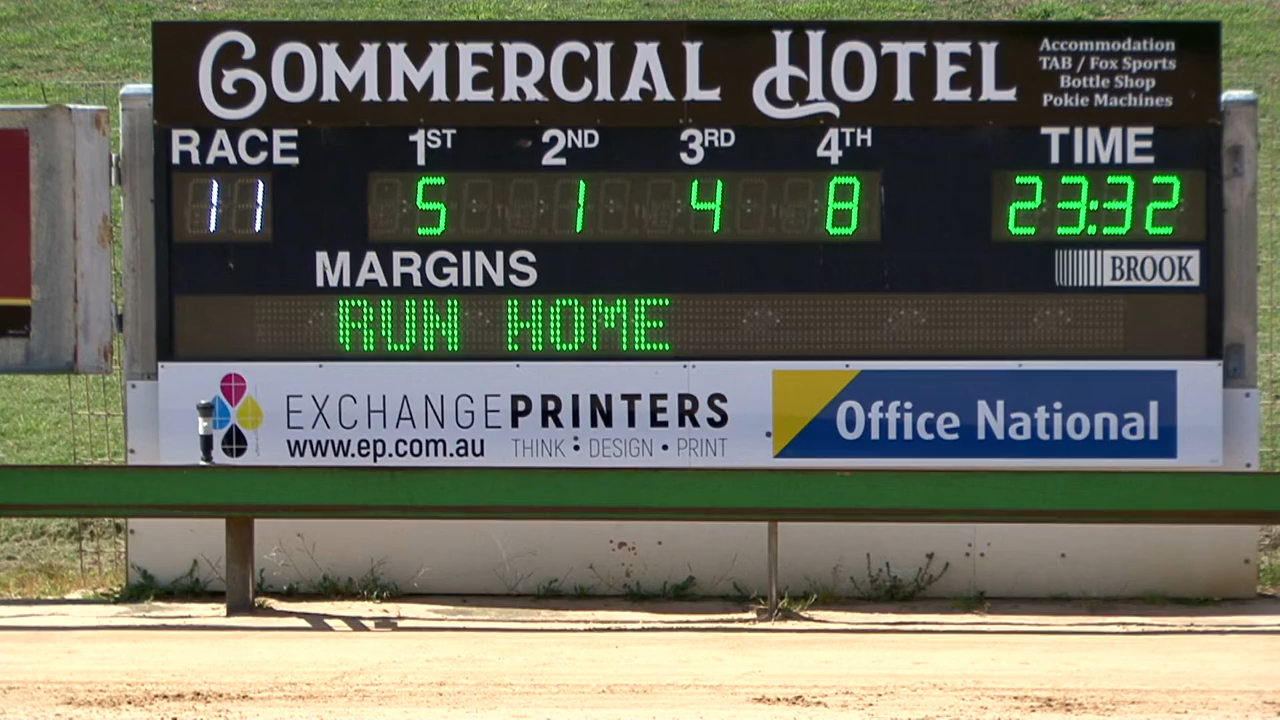 COMMERCIAL HOTEL
Accommodation
TAB / Fox Sports
Bottle Shop
Pokie Machines
RACE 1ST 2ND 3RD 4TH TIME
11 5 1 4 8 23:32
MARGINS
BROOK
RUN HOME
EXCHANGEPRINTERS
www.ep.com.au THINK • DESIGN • PRINT
Office National